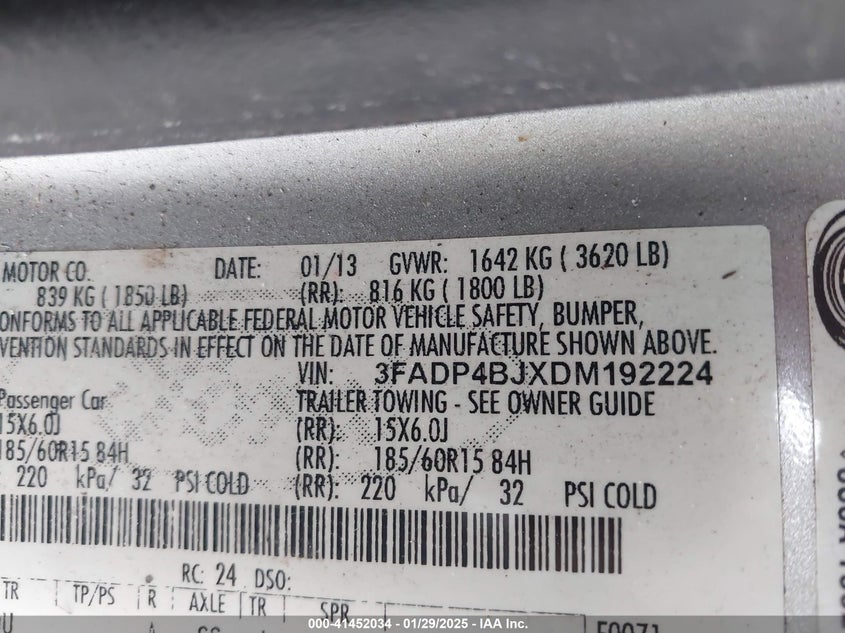 MOTOR CO. DATE: 01/13 GVWR: 1642 KG ( 3620 LB)
839 KG ( 1850 LB) (RR): 816 KG ( 1800 LB)
ONFORMS TO ALL APPLICABLE FEDERAL MOTOR VEHICLE SAFETY, BUMPER,
VENTION STANDARDS IN EFFECT ON THE DATE OF MANUFACTURE SHOWN ABOVE.
VIN: 3FADP4BJXDM192224
Passenger Car TRAILER TOWING - SEE OWNER GUIDE
15X6.0J (RR): 15X6.0J
185/60R15 84H (RR): 185/60R15 84H
220 kPa/ 32 PSI COLD (RR): 220 kPa/ 32 PSI COLD
RC: 24 DSO:
TR TP/PS R AXLE TR SPR
000-41452034 | 01/29/2025 - IAA, Inc.